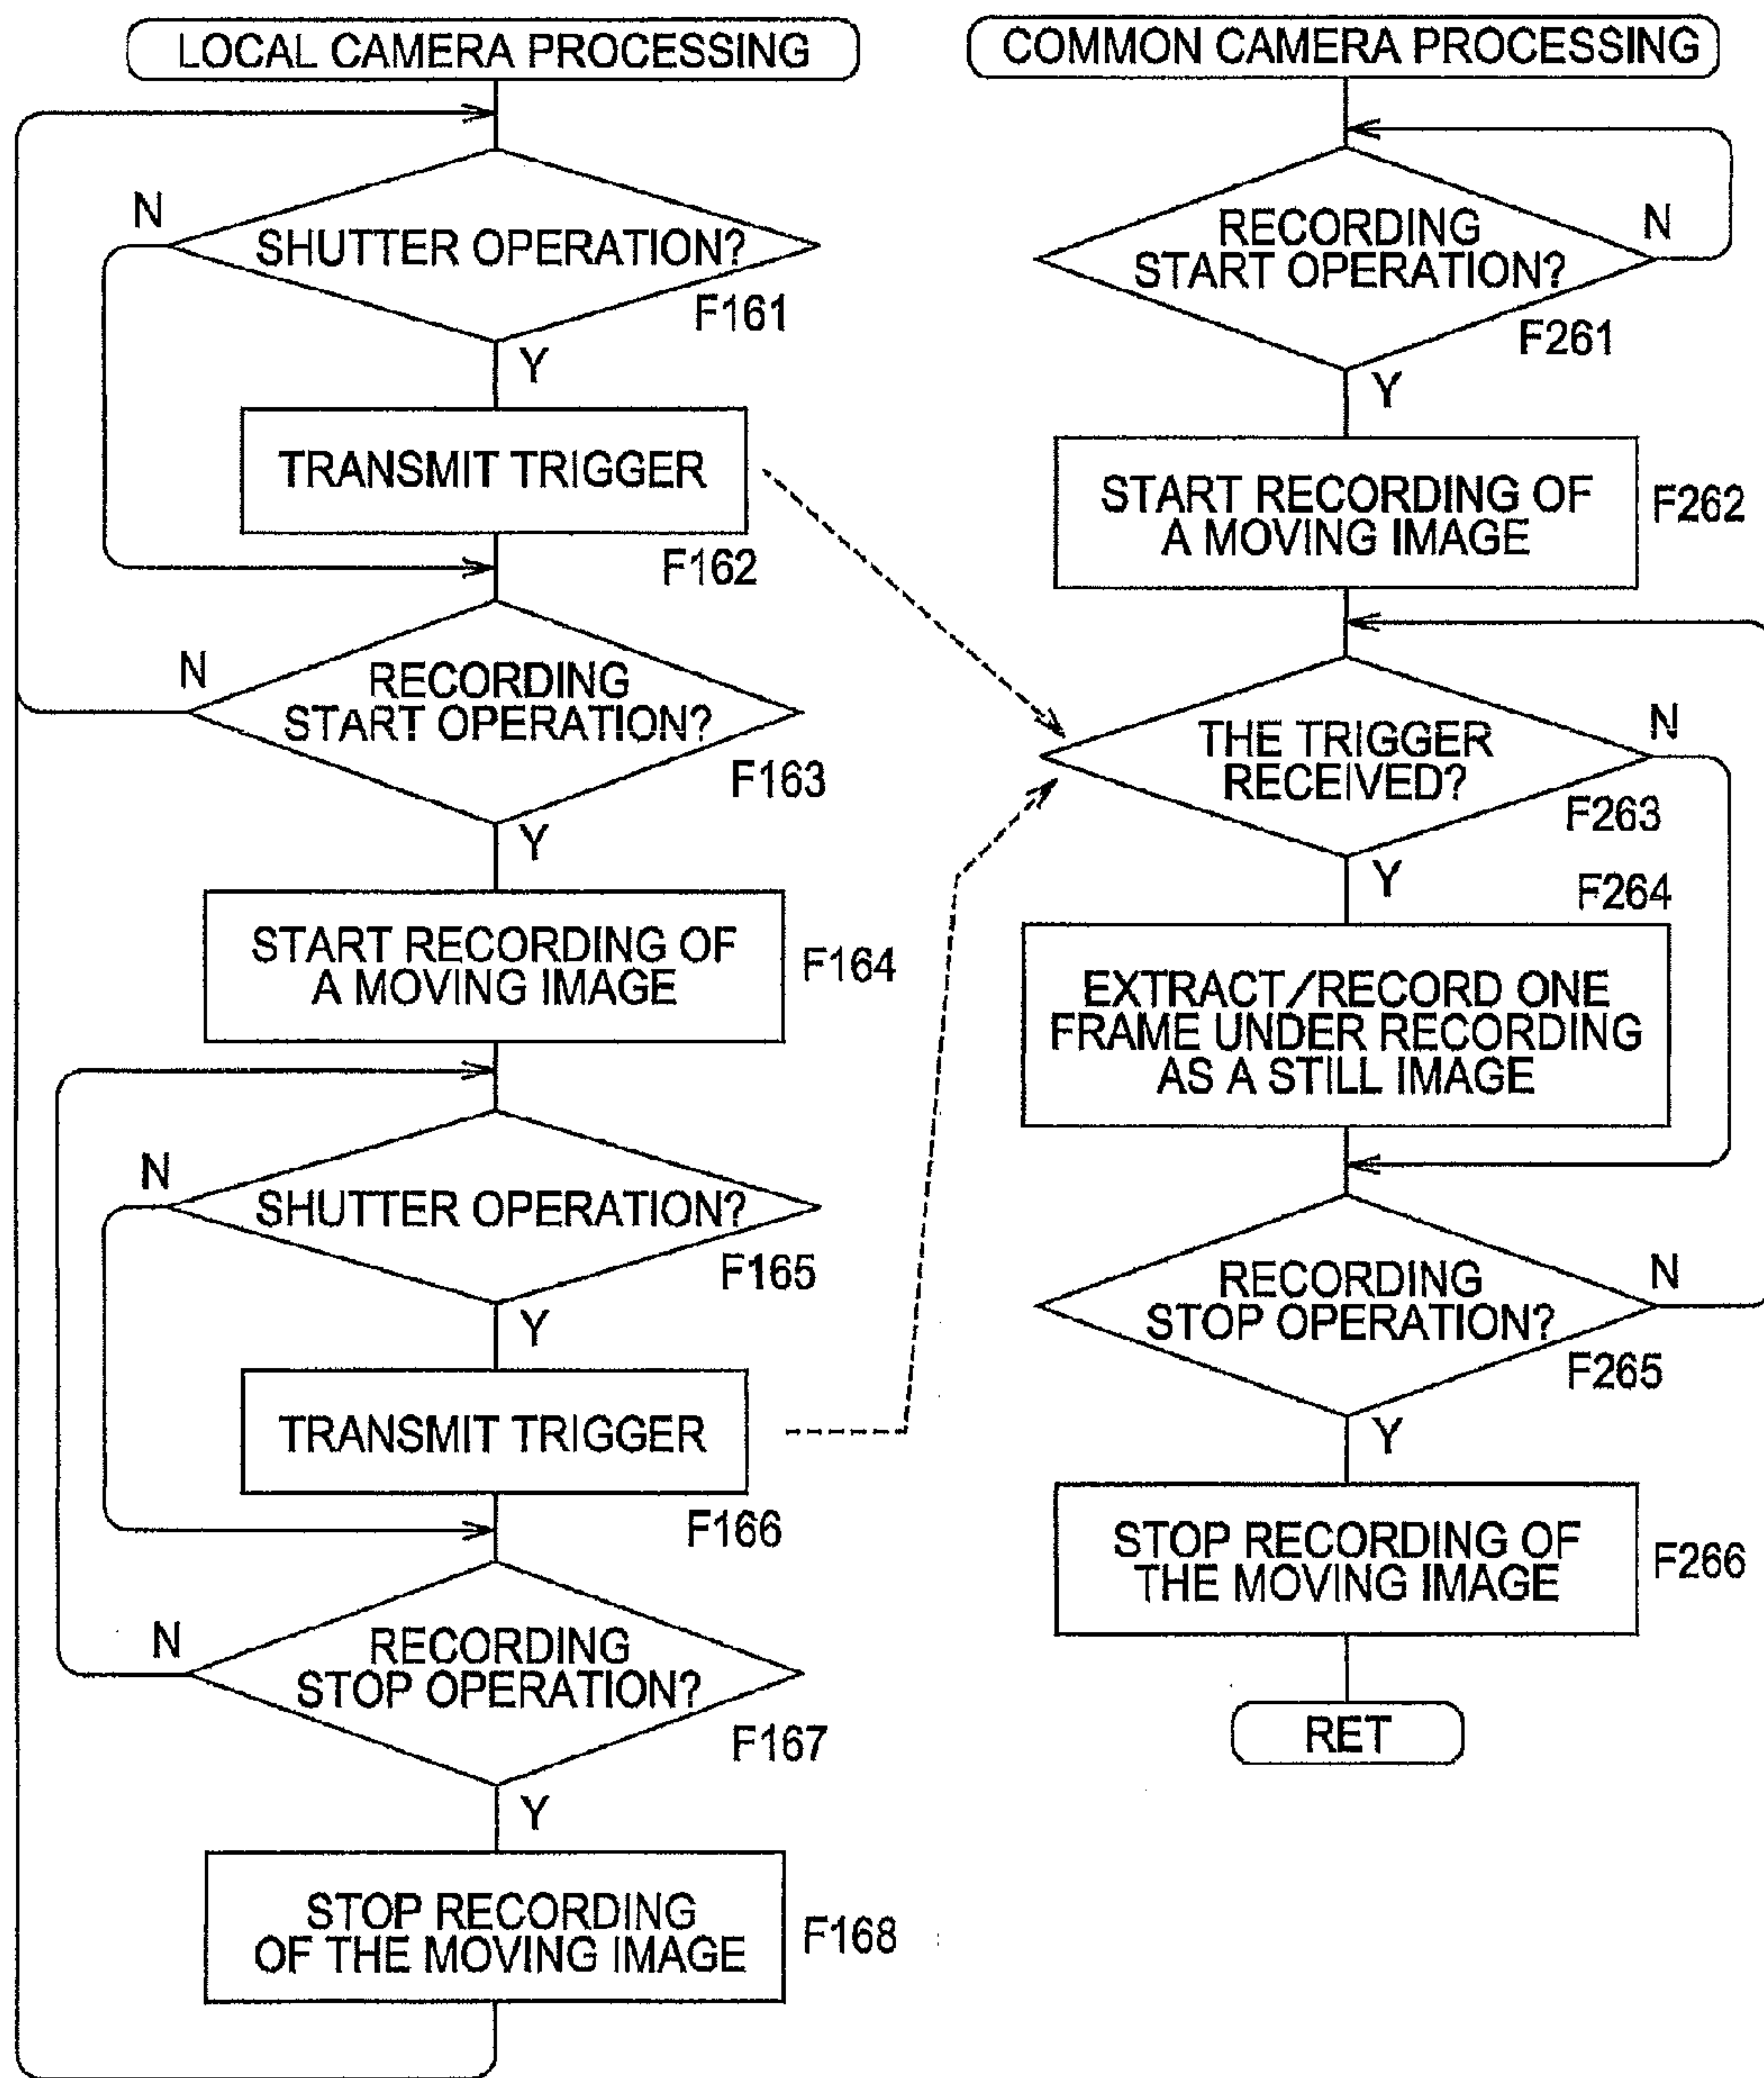 LOCAL CAMERA PROCESSING
N
SHUTTER OPERATION?
F161
Y
TRANSMIT TRIGGER
F162
N
RECORDING
START OPERATION?
F163
Y
START RECORDING OF
A MOVING IMAGE
F164
N
SHUTTER OPERATION?
F165
Y
TRANSMIT TRIGGER
F166
N
RECORDING
STOP OPERATION?
F167
Y
STOP RECORDING
OF THE MOVING IMAGE
F168
COMMON CAMERA PROCESSING
RECORDING
START OPERATION?
N
F261
Y
START RECORDING OF
A MOVING IMAGE
F262
THE TRIGGER
RECEIVED?
N
F263
Y
F264
EXTRACT/RECORD ONE
FRAME UNDER RECORDING
AS A STILL IMAGE
RECORDING
STOP OPERATION?
N
F265
Y
STOP RECORDING OF
THE MOVING IMAGE
F266
RET